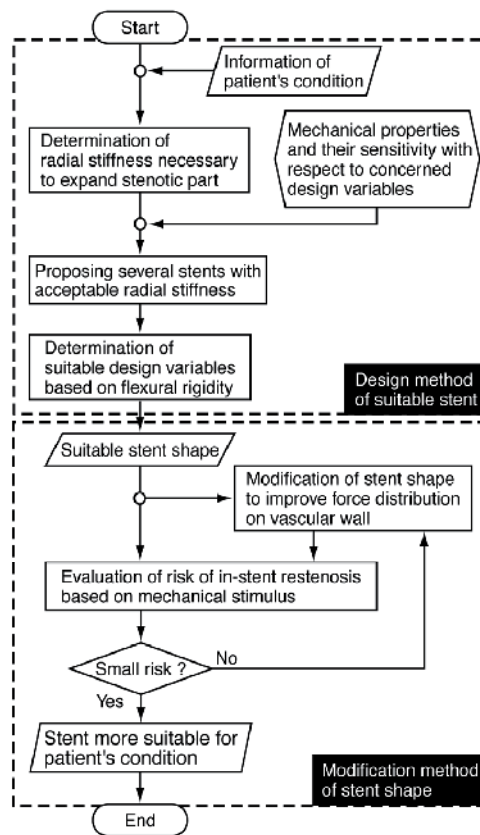 Start
Information of
patient's condition
Determination of
radial stiffness necessary
to expand stenotic part
Mechanical properties
and their sensitivity with
respect to concerned
design variables
Proposing several stents with
acceptable radial stiffness
Determination of
suitable design variables
based on flexural rigidity
Design method
of suitable stent
Suitable stent shape
Modification of stent shape
to improve force distribution
on vascular wall
Evaluation of risk of in-stent restenosis
based on mechanical stimulus
Small risk ?
No
Yes
Stent more suitable for
patient's condition
Modification method
of stent shape
End